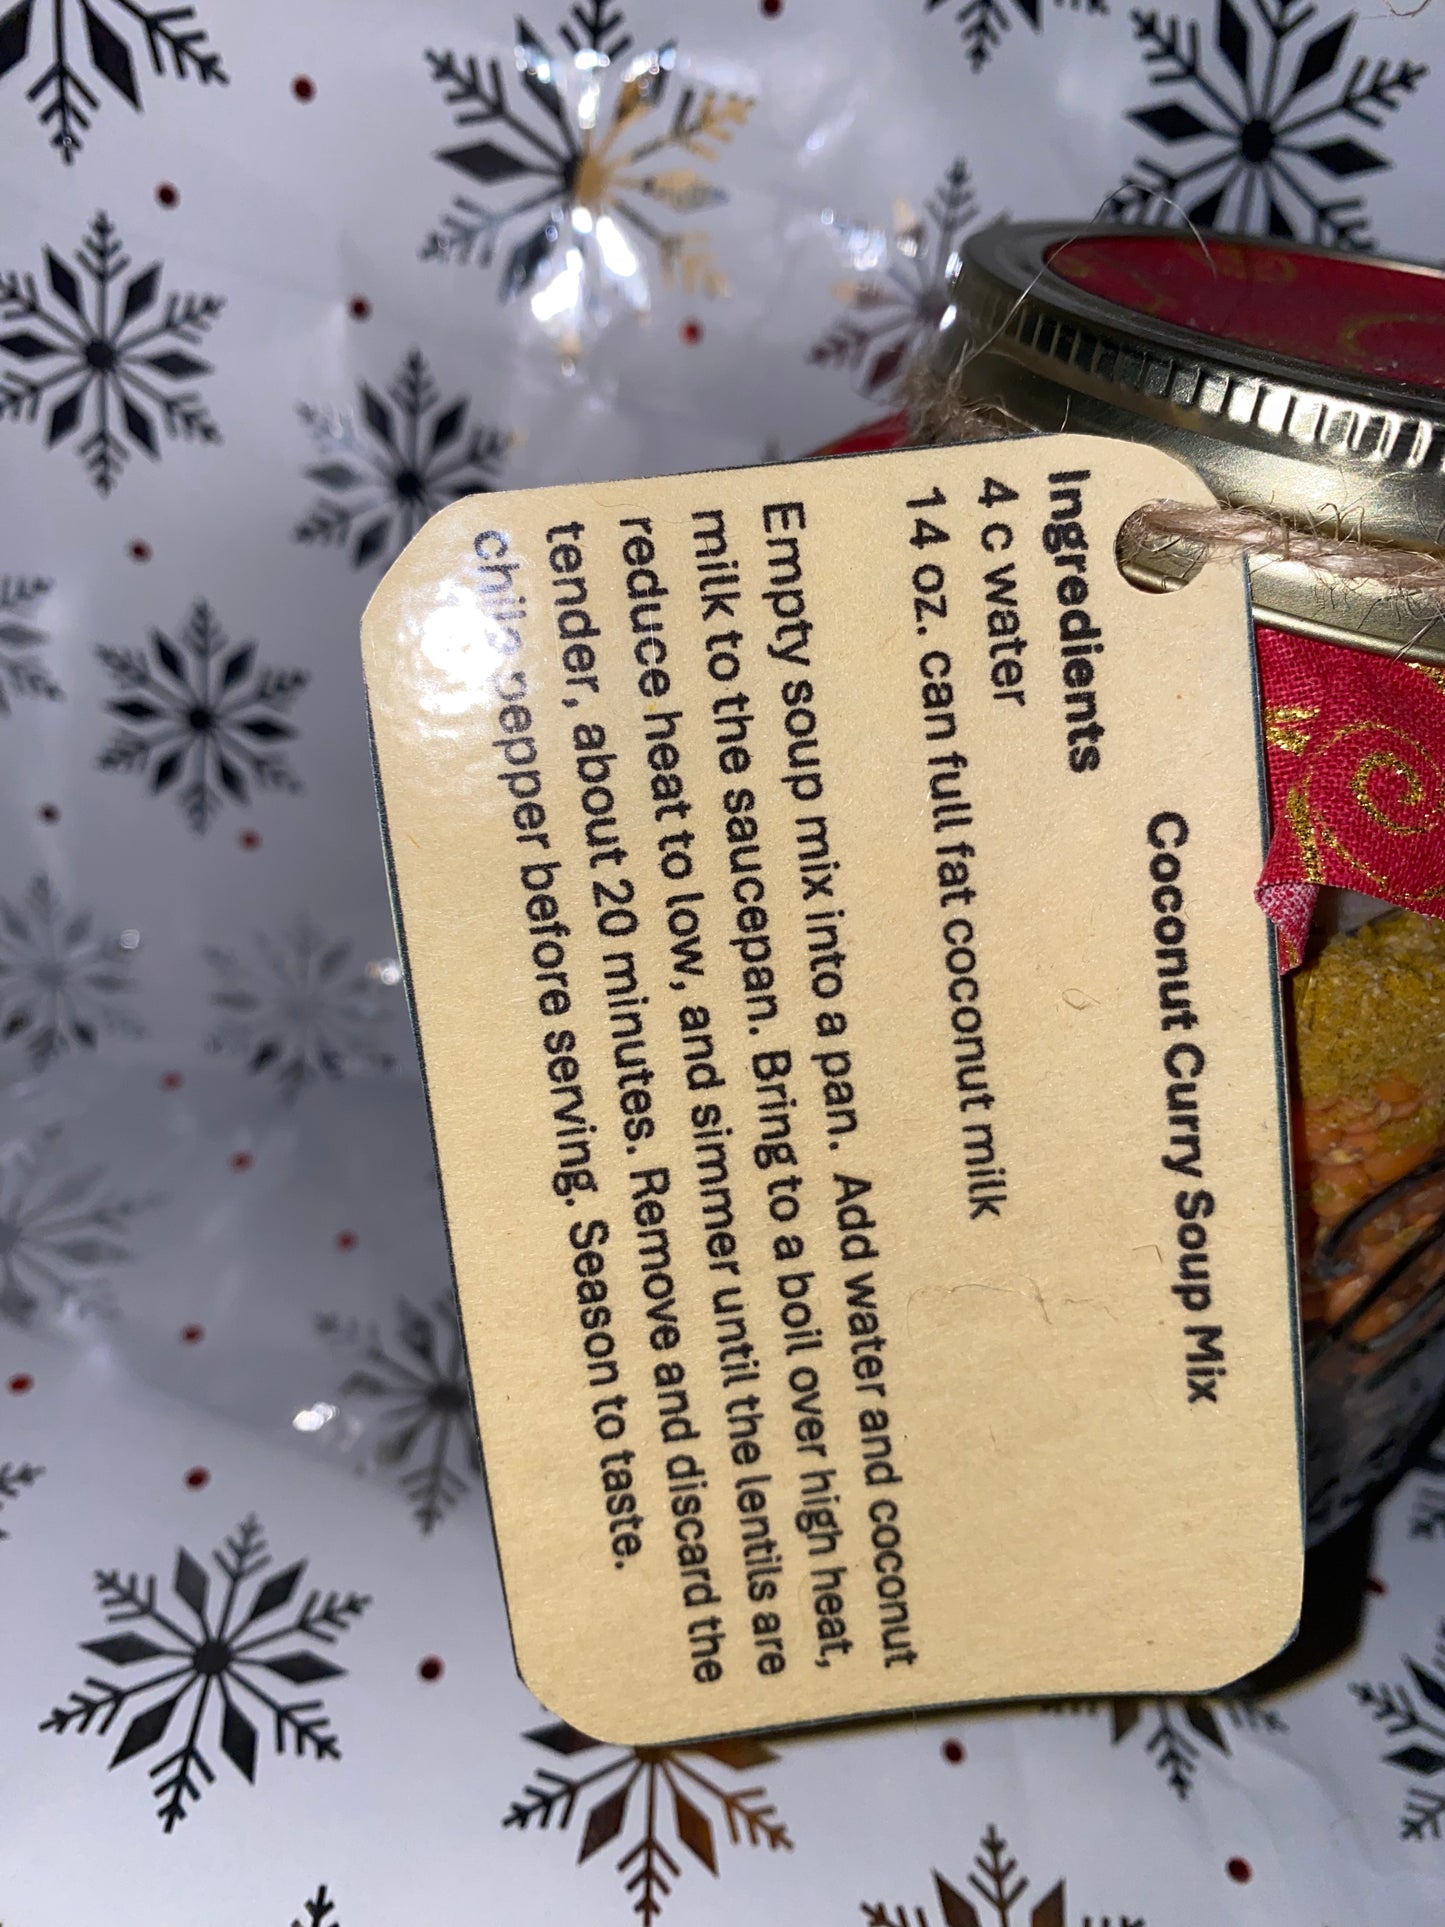 Coconut Curry Soup Mix
Ingredients
4 c water
14 oz. can full fat coconut milk
Empty soup mix into a pan. Add water and coconut
milk to the saucepan. Bring to a boil over high heat,
reduce heat to low, and simmer until the lentils are
tender, about 20 minutes. Remove and discard the
chile pepper before serving. Season to taste.